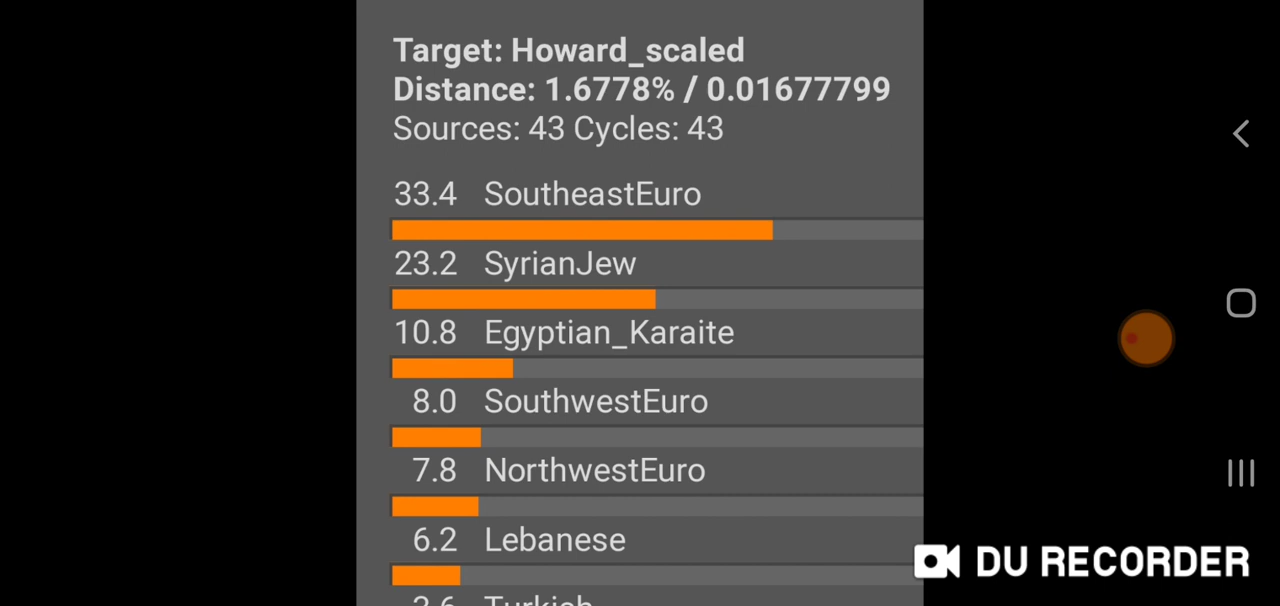 Target: Howard_scaled
Distance: 1.6778% / 0.01677799
Sources: 43 Cycles: 43
33.4 SoutheastEuro
23.2 SyrianJew
10.8 Egyptian_Karaite
8.0 SouthwestEuro
7.8 NorthwestEuro
6.2 Lebanese
DU RECORDER